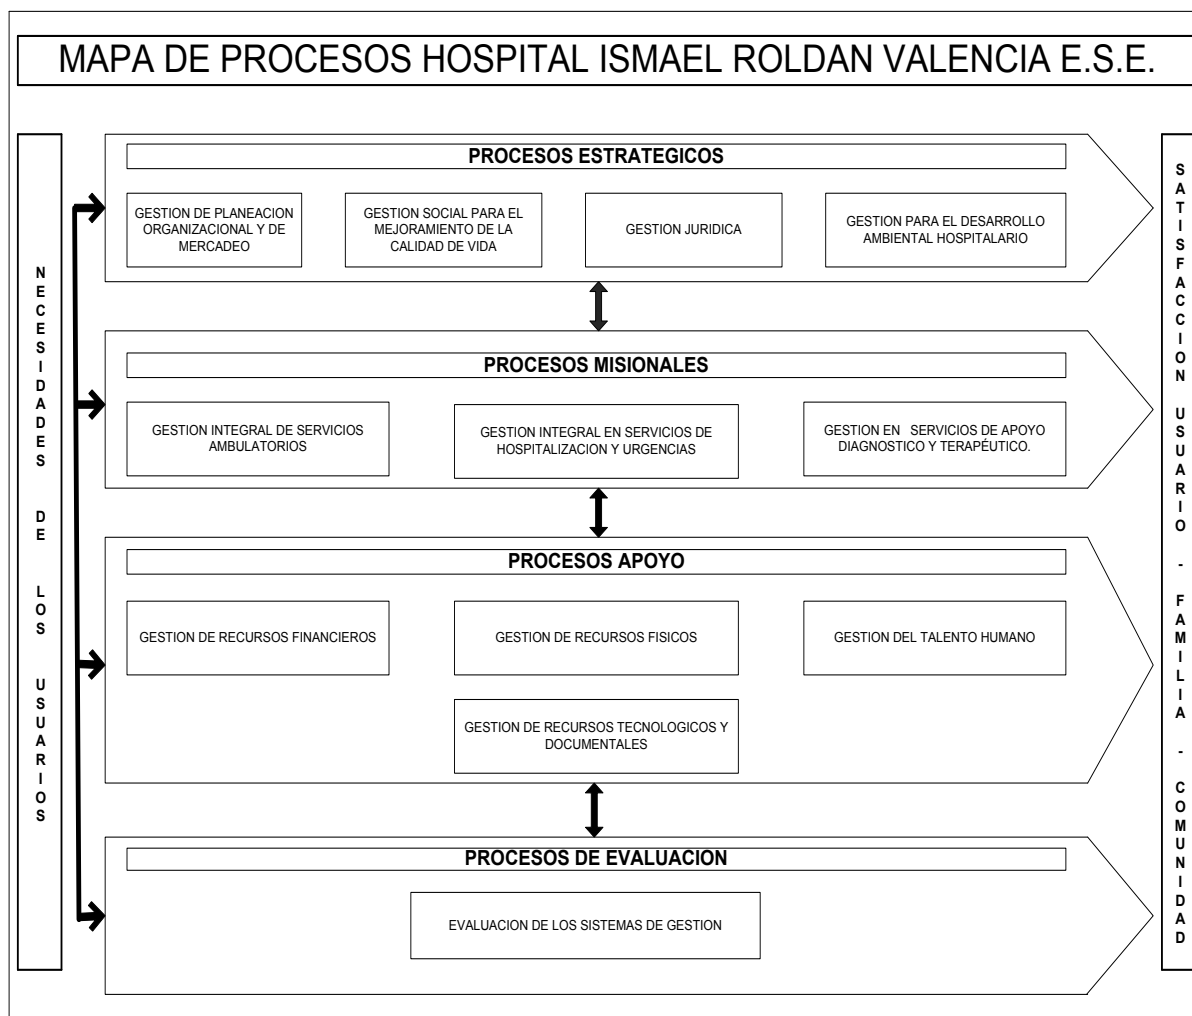 MAPA DE PROCESOS HOSPITAL ISMAEL ROLDAN VALENCIA E.S.E.
NECESIDADES DE LOS USUARIOS
PROCESOS ESTRATEGICOS
GESTION DE PLANEACION
ORGANIZACIONAL Y DE
MERCADEO
GESTION SOCIAL PARA EL
MEJORAMIENTO DE LA
CALIDAD DE VIDA
GESTION JURIDICA
GESTION PARA EL DESARROLLO
AMBIENTAL HOSPITALARIO
PROCESOS MISIONALES
GESTION INTEGRAL DE SERVICIOS
AMBULATORIOS
GESTION INTEGRAL EN SERVICIOS DE
HOSPITALIZACION Y URGENCIAS
GESTION EN SERVICIOS DE APOYO
DIAGNOSTICO Y TERAPÉUTICO.
PROCESOS APOYO
GESTION DE RECURSOS FINANCIEROS
GESTION DE RECURSOS FISICOS
GESTION DEL TALENTO HUMANO
GESTION DE RECURSOS TECNOLOGICOS Y
DOCUMENTALES
PROCESOS DE EVALUACION
EVALUACION DE LOS SISTEMAS DE GESTION
SATISFACCION USUARIO - FAMILIA - COMUNIDAD